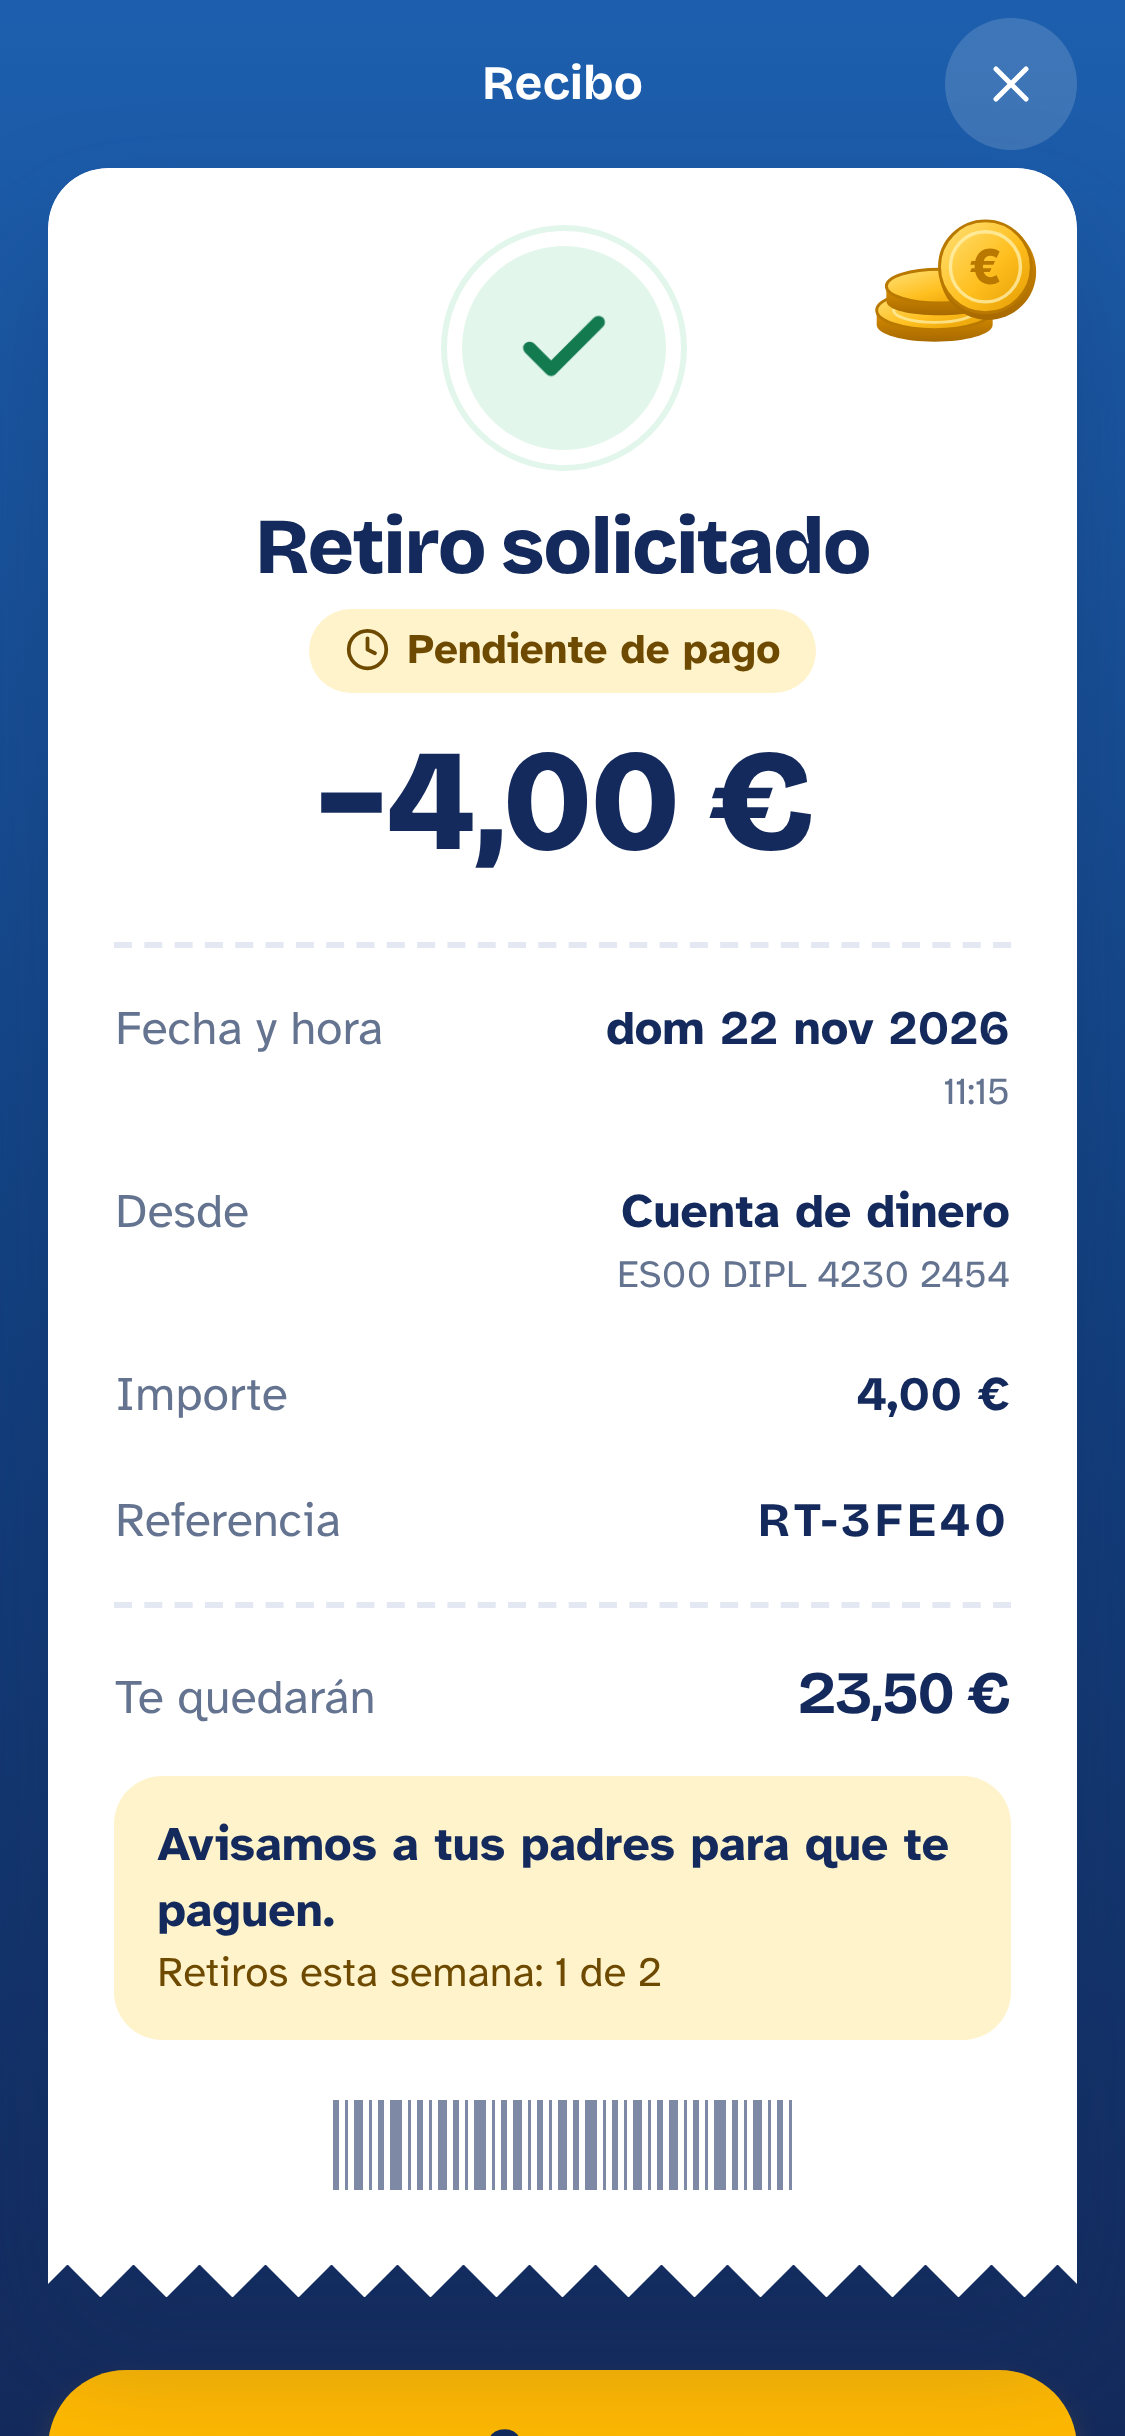 Recibo
€
Retiro solicitado
Pendiente de pago
−4,00 €
Fecha y hora dom 22 nov 2026
11:15
Desde Cuenta de dinero
ES00 DIPL 4230 2454
Importe 4,00 €
Referencia RT-3FE40
Te quedarán 23,50 €
Avisamos a tus padres para que te
paguen.
Retiros esta semana: 1 de 2